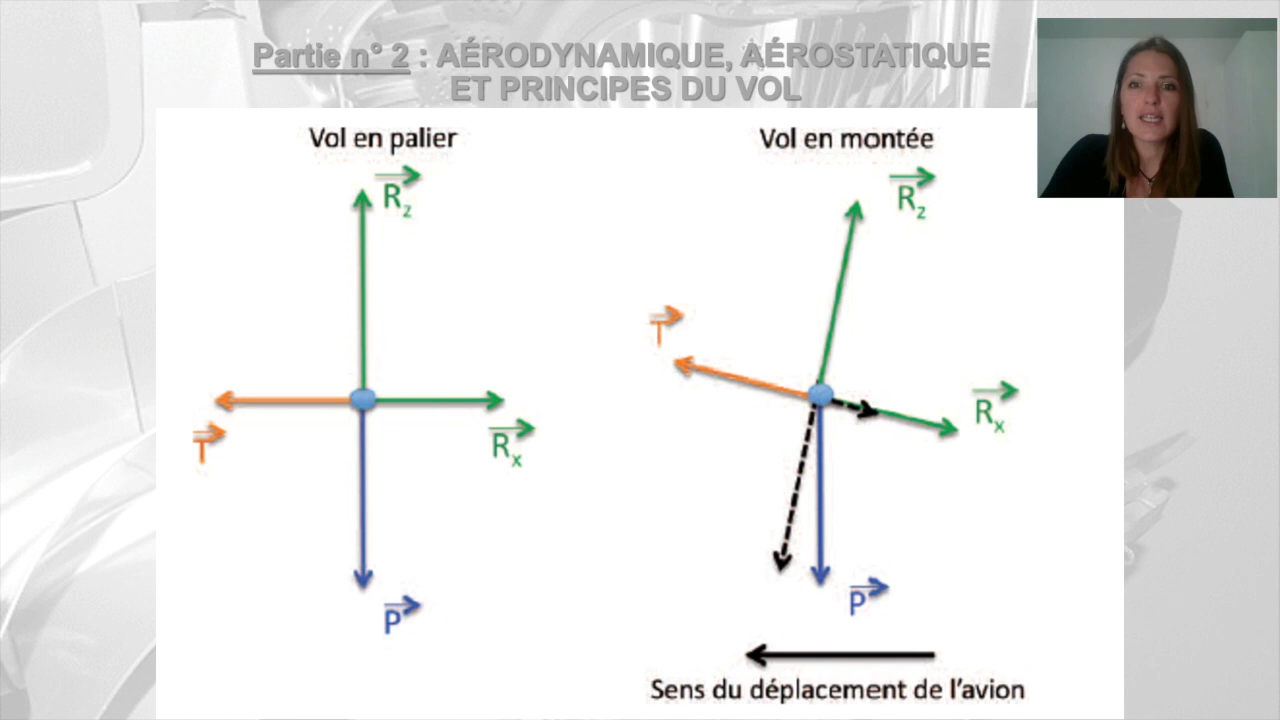 Partie n° 2 : AÉRODYNAMIQUE, AÉROSTATIQUE
ET PRINCIPES DU VOL
Vol en palier
Vol en montée
Rz
Rz
T
Rx
T
Rx
P
P
Sens du déplacement de l'avion